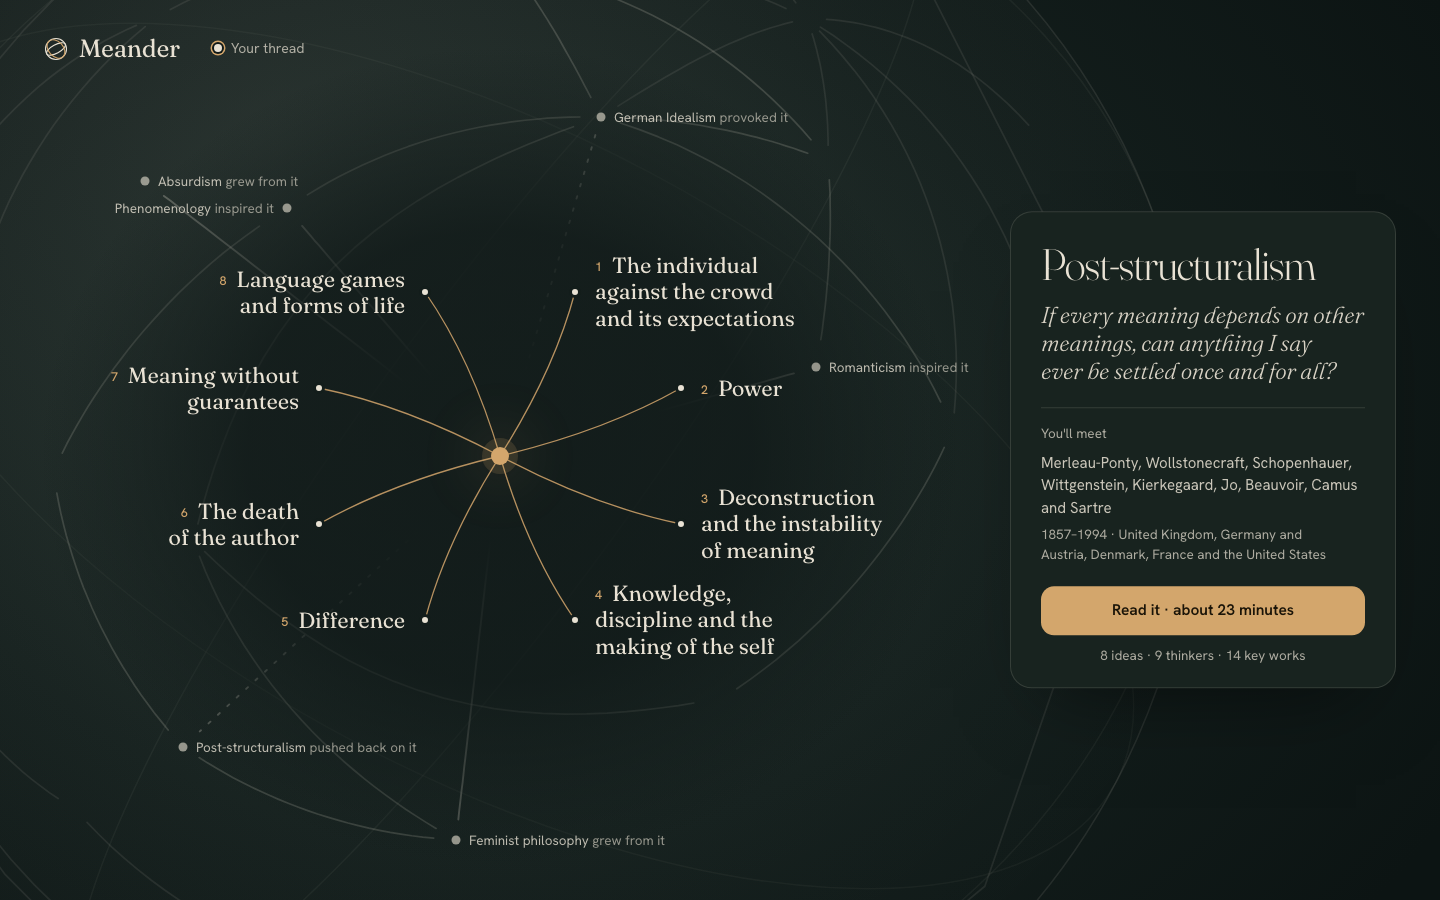 Meander
Your thread
German Idealism provoked it
Absurdism grew from it
Phenomenology inspired it
8 Language games
and forms of life
1 The individual
against the crowd
and its expectations
7 Meaning without
guarantees
2 Power
Romanticism inspired it
6 The death
of the author
3 Deconstruction
and the instability
of meaning
5 Difference
4 Knowledge,
discipline and the
making of the self
Post-structuralism pushed back on it
Feminist philosophy grew from it
Post-structuralism
If every meaning depends on other
meanings, can anything I say
ever be settled once and for all?
You'll meet
Merleau-Ponty, Wollstonecraft, Schopenhauer,
Wittgenstein, Kierkegaard, Jo, Beauvoir, Camus
and Sartre
1857–1994 · United Kingdom, Germany and
Austria, Denmark, France and the United States
Read it · about 23 minutes
8 ideas · 9 thinkers · 14 key works